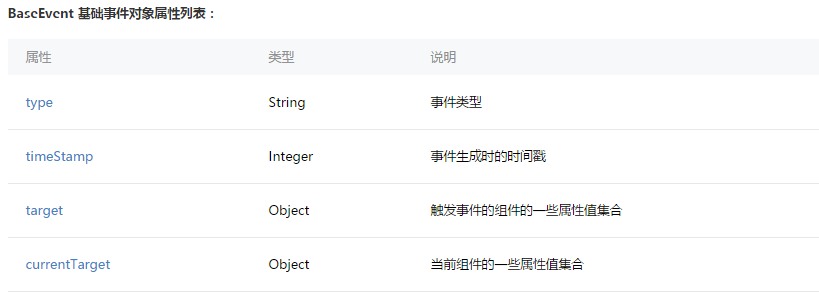 BaseEvent 基础事件对象属性列表：
属性 类型 说明
type String 事件类型
timeStamp Integer 事件生成时的时间戳
target Object 触发事件的组件的一些属性值集合
currentTarget Object 当前组件的一些属性值集合